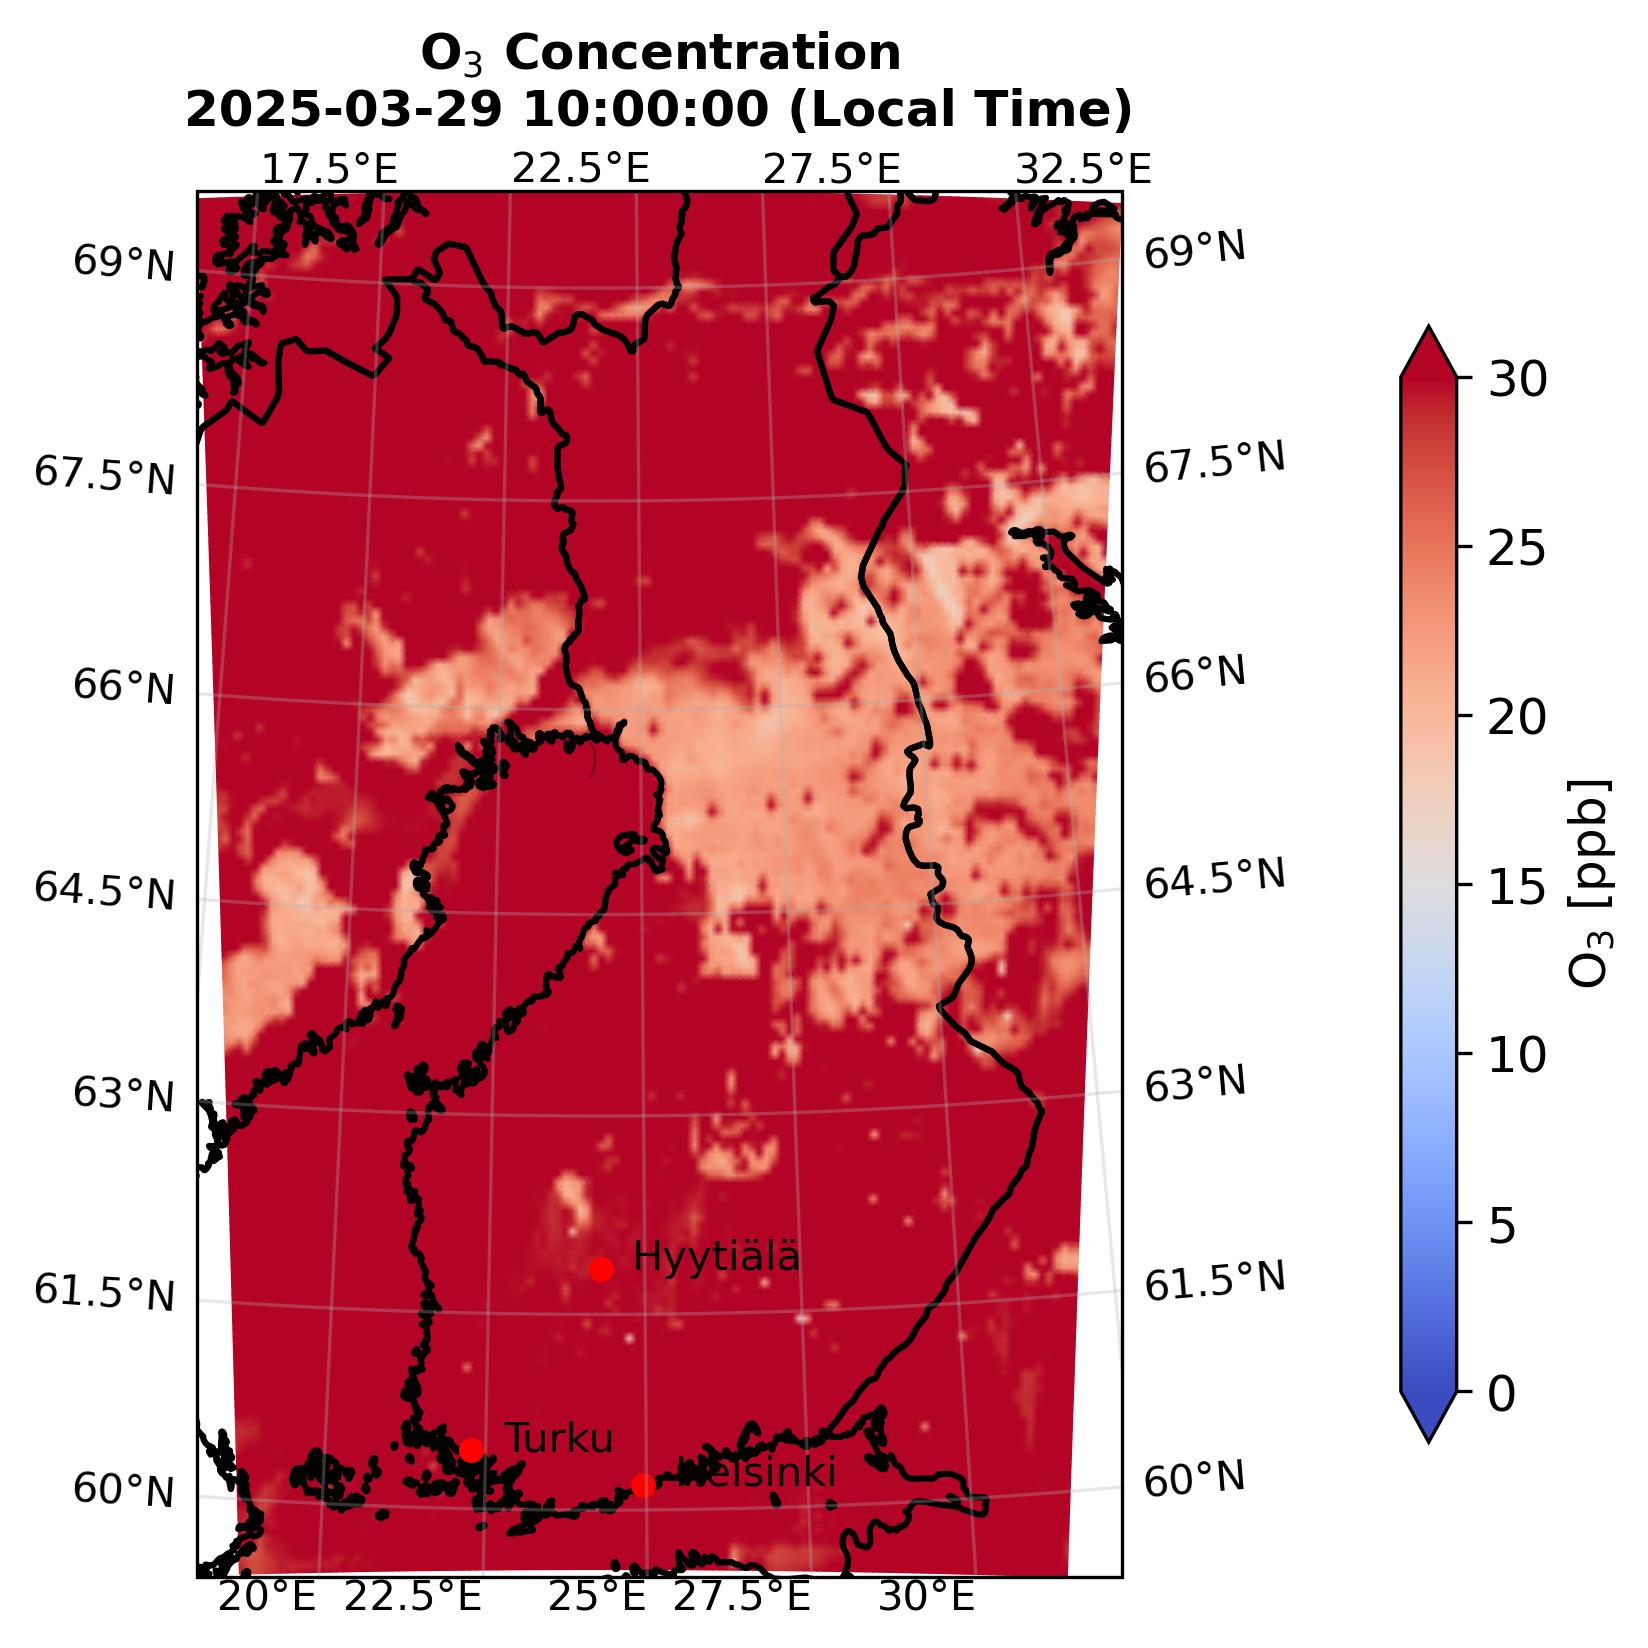 O₃ Concentration
2025-03-29 10:00:00 (Local Time)
17.5°E 22.5°E 27.5°E 32.5°E
69°N 69°N
67.5°N 67.5°N
66°N 66°N
64.5°N 64.5°N
63°N 63°N
61.5°N 61.5°N
60°N 60°N
Hyytiälä
Turku
Helsinki
20°E 22.5°E 25°E 27.5°E 30°E
30
25
20
15
10
5
0
O₃ [ppb]